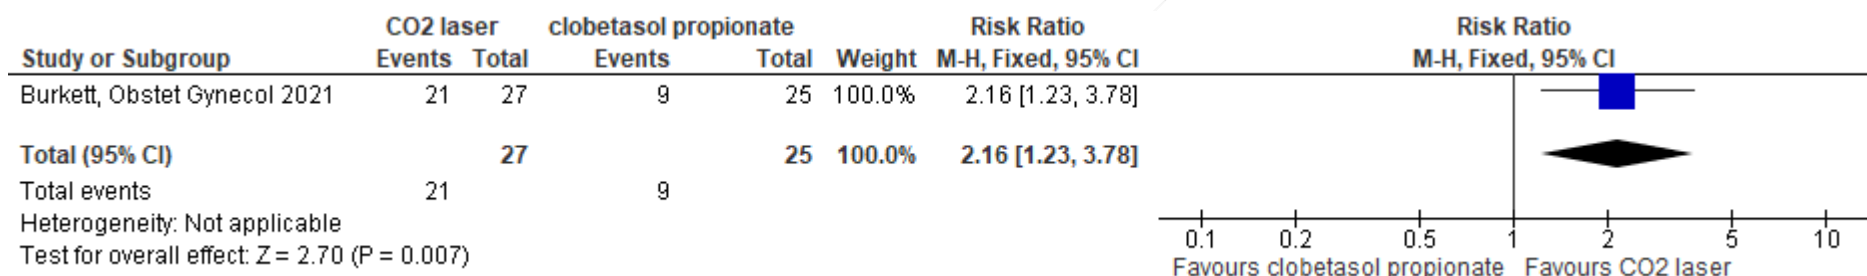 CO2 laser clobetasol propionate Risk Ratio Risk Ratio
Study or Subgroup Events Total Events Total Weight M-H, Fixed, 95% CI M-H, Fixed, 95% CI
Burkett, Obstet Gynecol 2021 21 27 9 25 100.0% 2.16 [1.23, 3.78]
Total (95% CI) 27 25 100.0% 2.16 [1.23, 3.78]
Total events 21 9
Heterogeneity: Not applicable
Test for overall effect: Z = 2.70 (P = 0.007)
0.1 0.2 0.5 1 2 5 10
Favours clobetasol propionate Favours CO2 laser